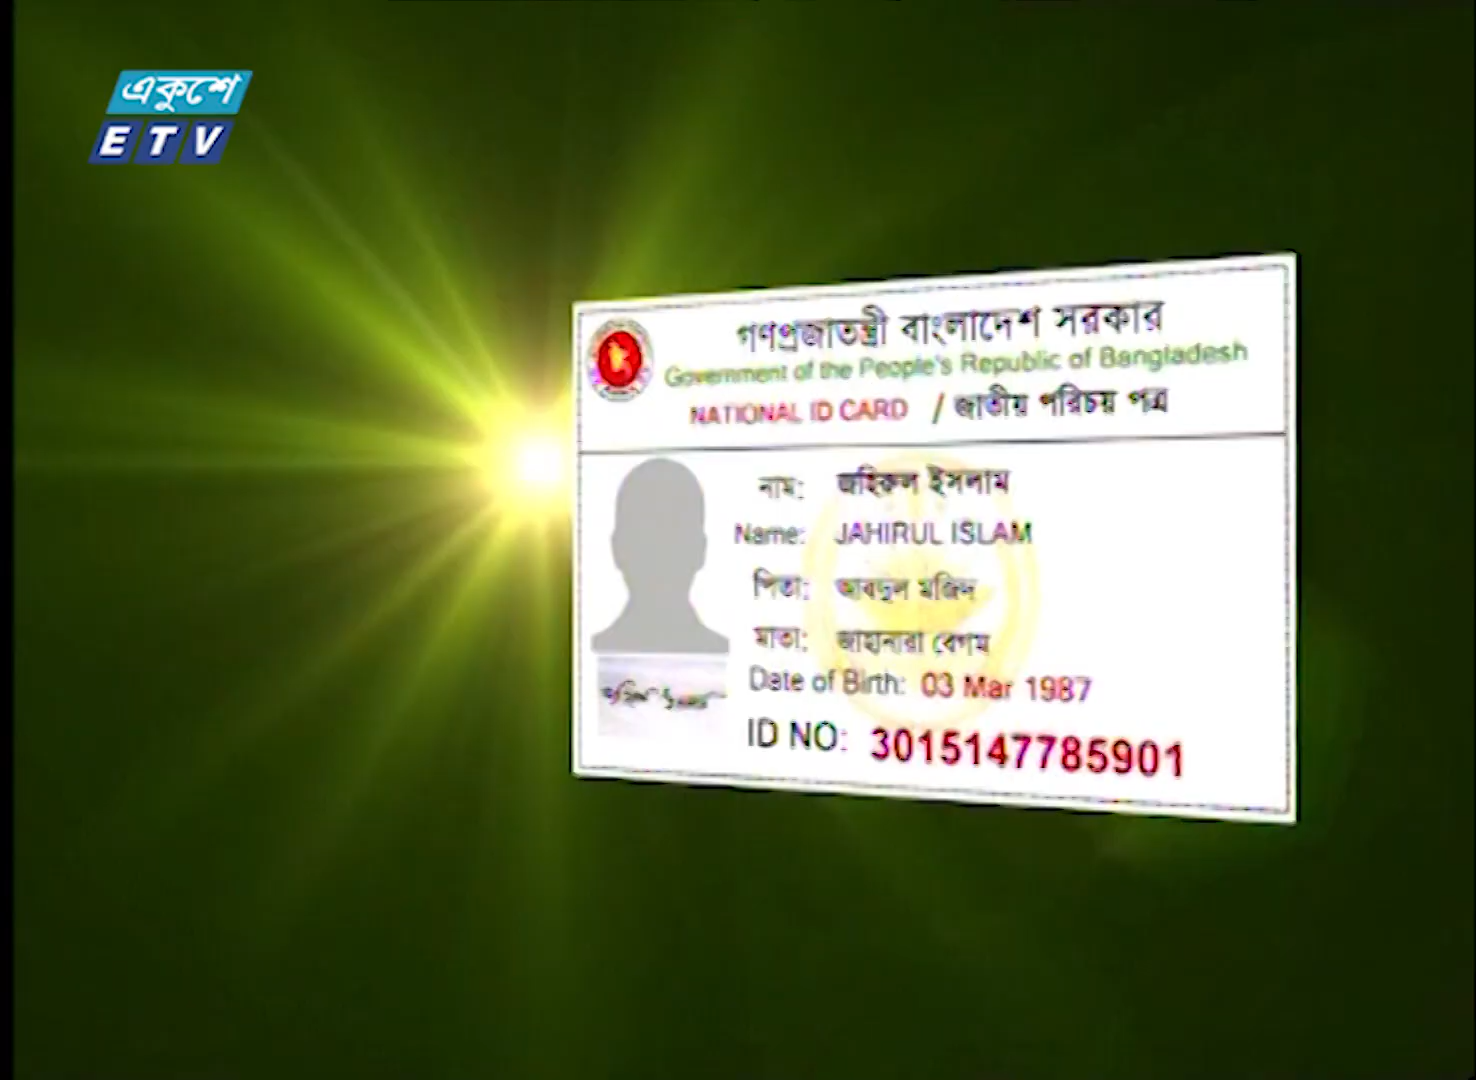 একুশে
ETV
গণপ্রজাতন্ত্রী বাংলাদেশ সরকার
Government of the People's Republic of Bangladesh
NATIONAL ID CARD / জাতীয় পরিচয় পত্র
নাম: জহিরুল ইসলাম
Name: JAHIRUL ISLAM
পিতা: আবদুল মজিদ
মাতা: জাহানারা বেগম
Date of Birth: 03 Mar 1987
ID NO: 3015147785901